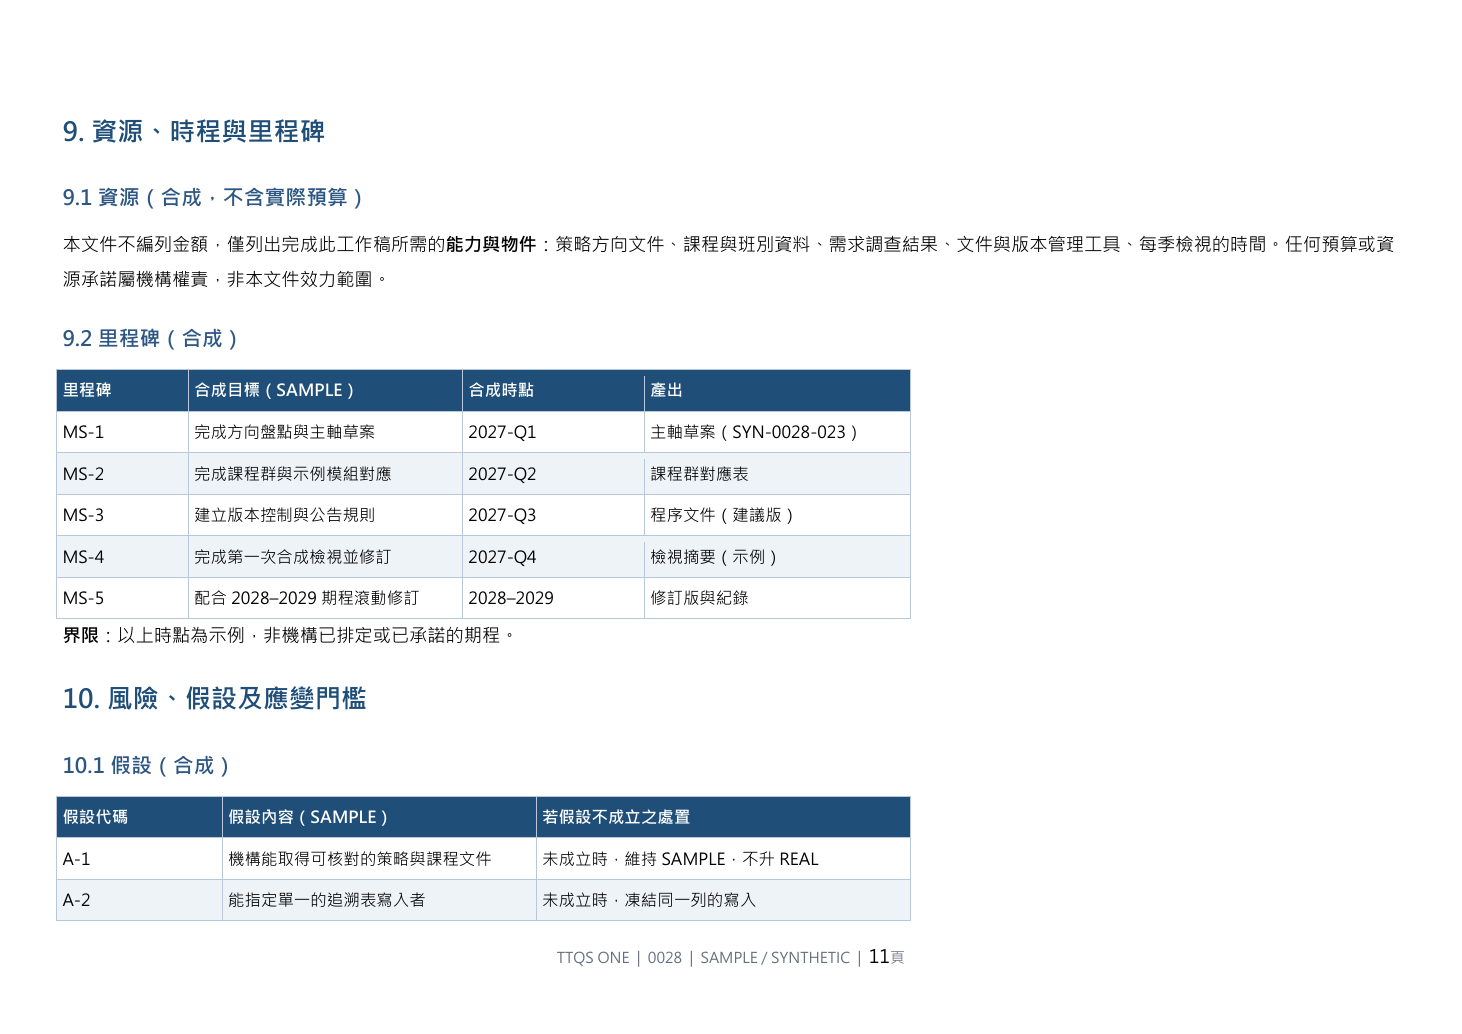 9. 資源、時程與里程碑
9.1 資源（合成，不含實際預算）
本文件不編列金額，僅列出完成此工作稿所需的能力與物件：策略方向文件、課程與班別資料、需求調查結果、文件與版本管理工具、每季檢視的時間。任何預算或資
源承諾屬機構權責，非本文件效力範圍。
9.2 里程碑（合成）
里程碑 合成目標（SAMPLE） 合成時點 產出
MS-1 完成方向盤點與主軸草案 2027-Q1 主軸草案（SYN-0028-023）
MS-2 完成課程群與示例模組對應 2027-Q2 課程群對應表
MS-3 建立版本控制與公告規則 2027-Q3 程序文件（建議版）
MS-4 完成第一次合成檢視並修訂 2027-Q4 檢視摘要（示例）
MS-5 配合 2028–2029 期程滾動修訂 2028–2029 修訂版與紀錄
界限：以上時點為示例，非機構已排定或已承諾的期程。
10. 風險、假設及應變門檻
10.1 假設（合成）
假設代碼 假設內容（SAMPLE） 若假設不成立之處置
A-1 機構能取得可核對的策略與課程文件 未成立時，維持 SAMPLE，不升 REAL
A-2 能指定單一的追溯表寫入者 未成立時，凍結同一列的寫入
TTQS ONE | 0028 | SAMPLE / SYNTHETIC | 11頁